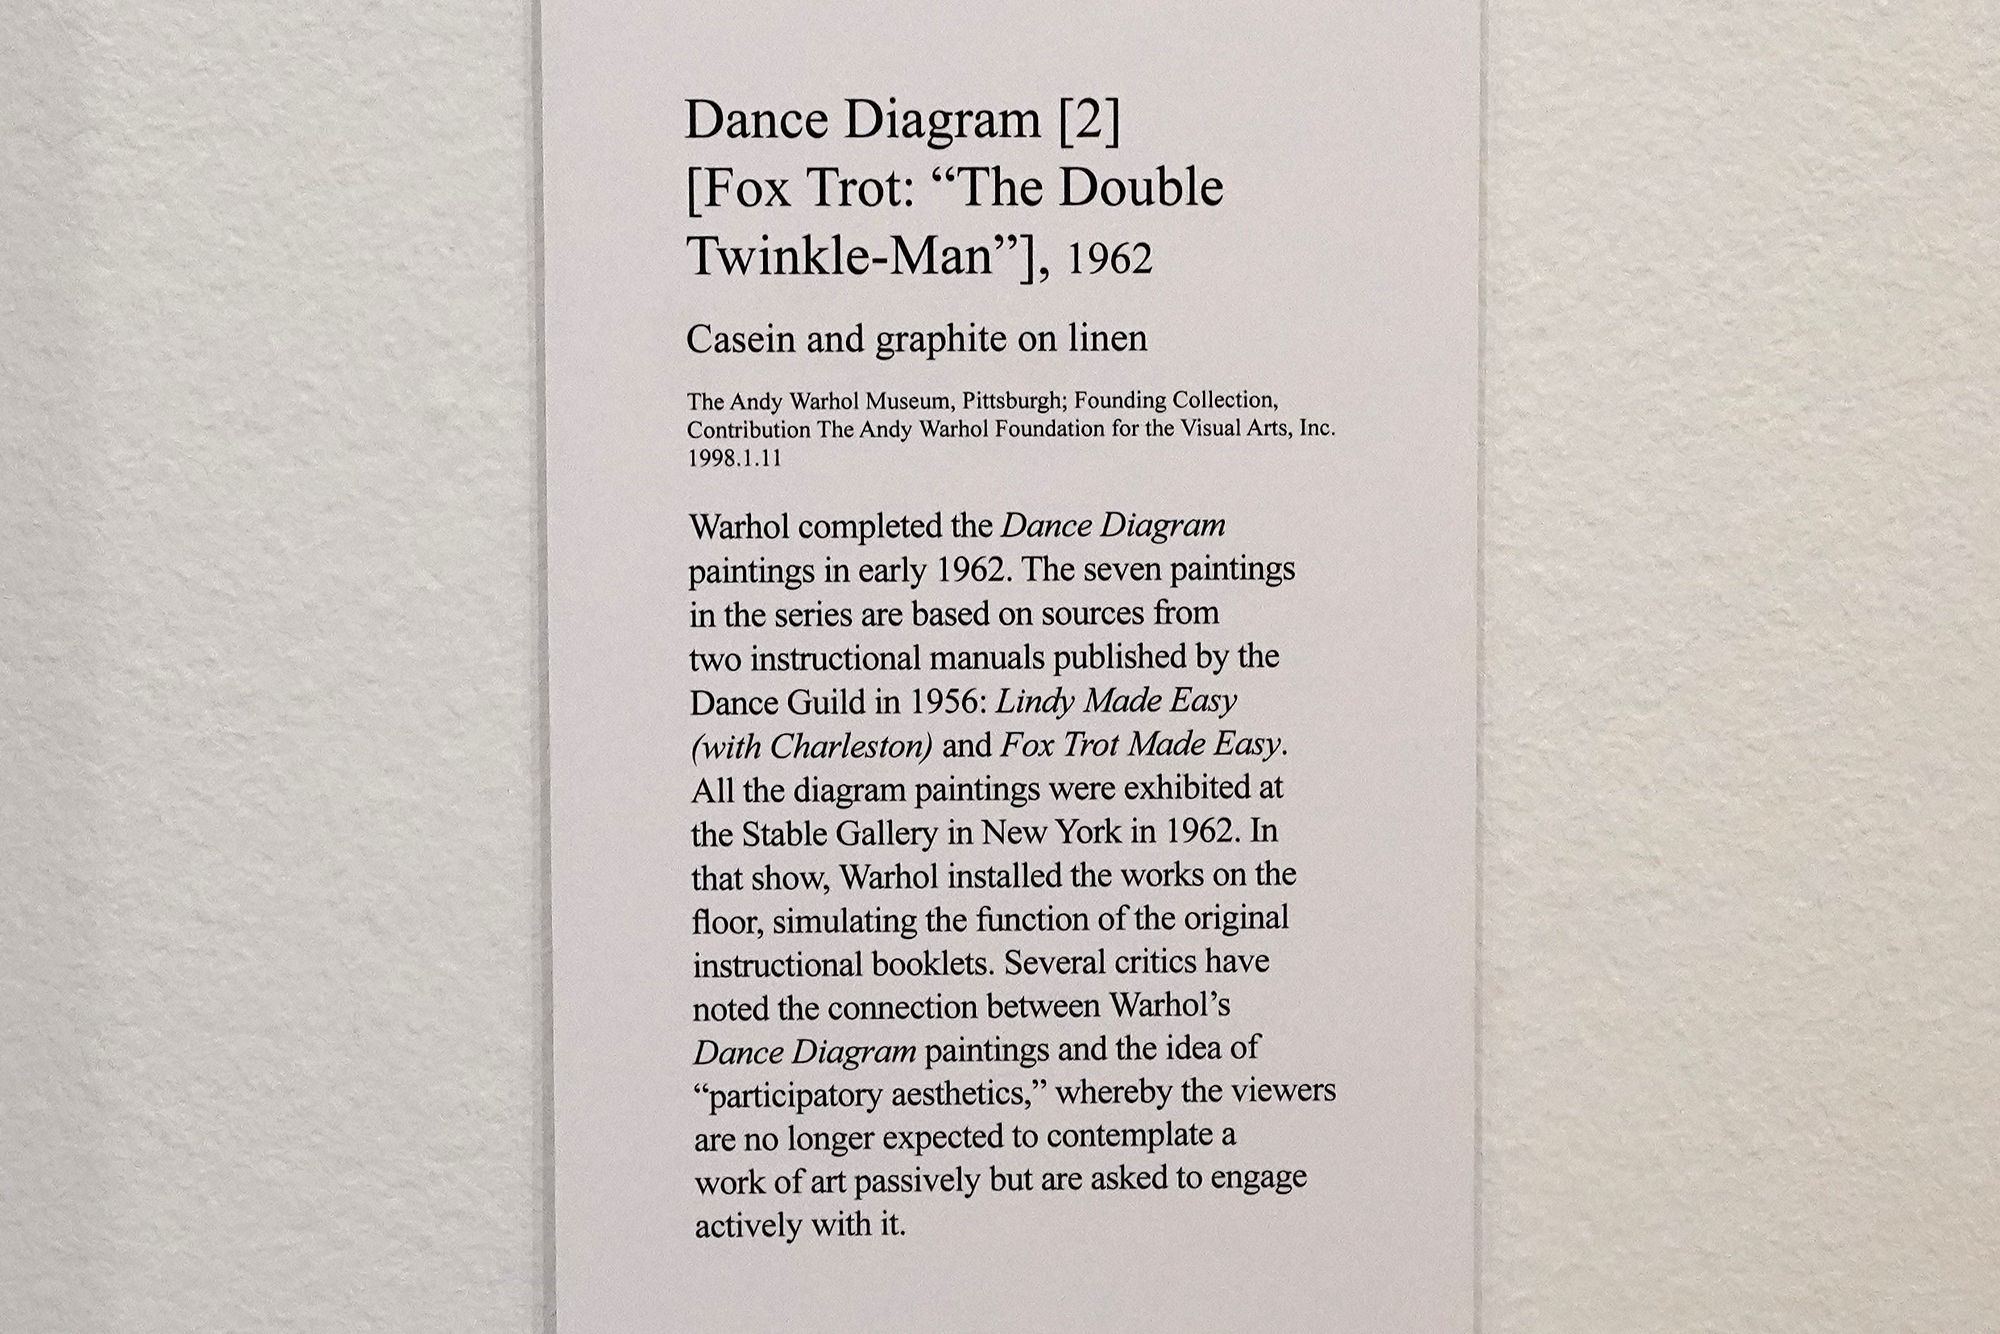 Dance Diagram [2]
[Fox Trot: “The Double
Twinkle-Man”], 1962
Casein and graphite on linen
The Andy Warhol Museum, Pittsburgh; Founding Collection,
Contribution The Andy Warhol Foundation for the Visual Arts, Inc.
1998.1.11
Warhol completed the Dance Diagram
paintings in early 1962. The seven paintings
in the series are based on sources from
two instructional manuals published by the
Dance Guild in 1956: Lindy Made Easy
(with Charleston) and Fox Trot Made Easy.
All the diagram paintings were exhibited at
the Stable Gallery in New York in 1962. In
that show, Warhol installed the works on the
floor, simulating the function of the original
instructional booklets. Several critics have
noted the connection between Warhol’s
Dance Diagram paintings and the idea of
“participatory aesthetics,” whereby the viewers
are no longer expected to contemplate a
work of art passively but are asked to engage
actively with it.